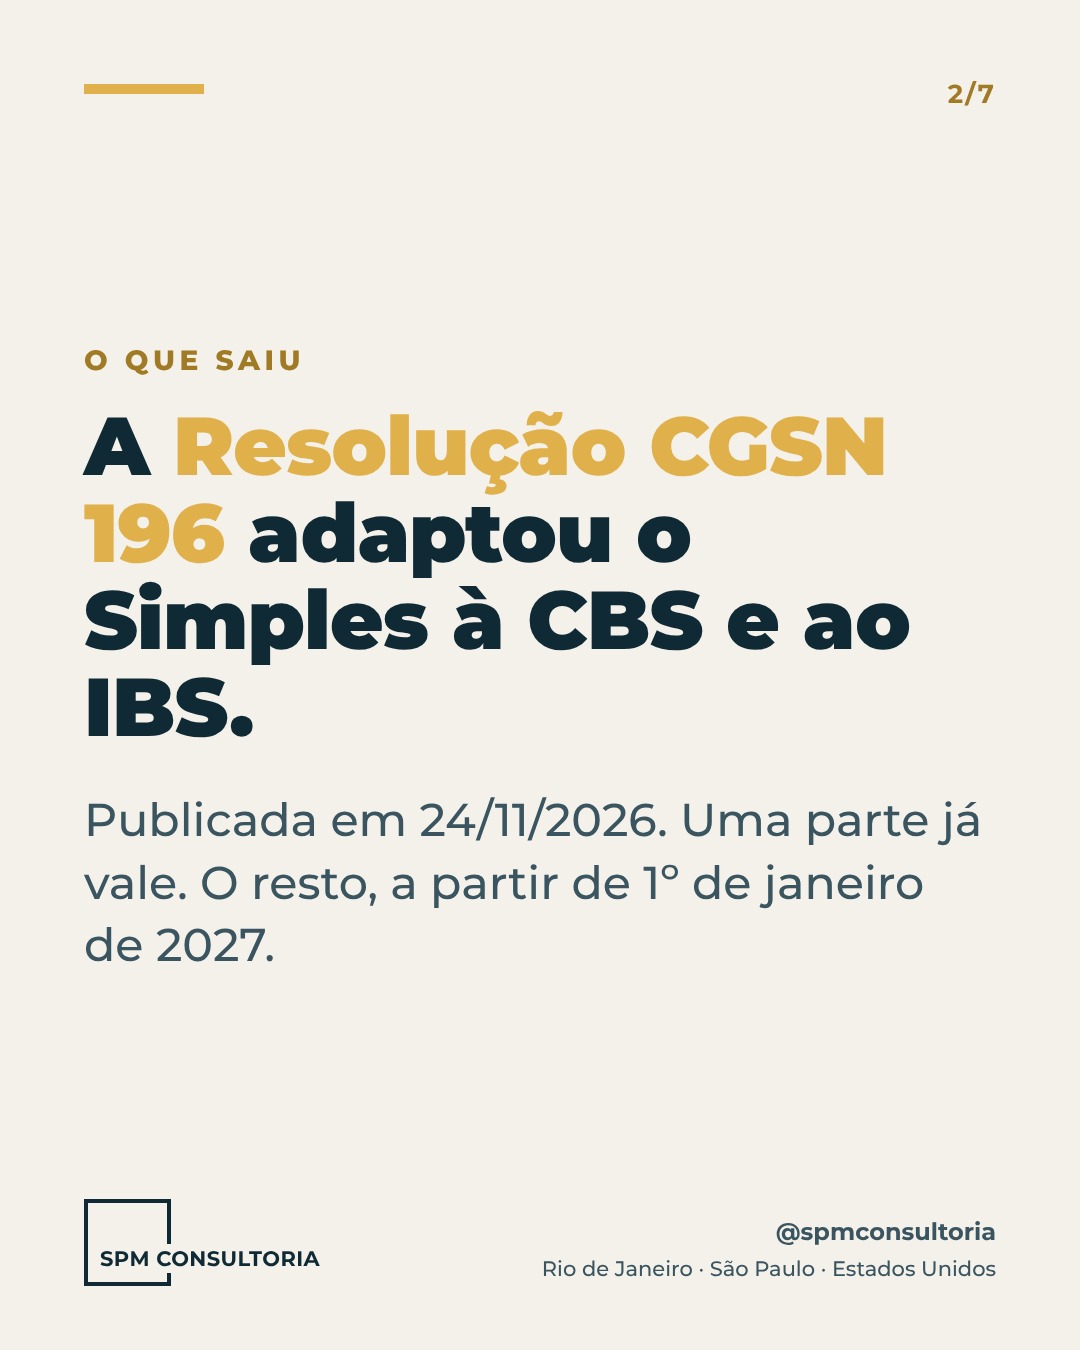 2/7
O QUE SAIU
A Resolução CGSN
196 adaptou o
Simples à CBS e ao
IBS.
Publicada em 24/11/2026. Uma parte já
vale. O resto, a partir de 1º de janeiro
de 2027.
SPM CONSULTORIA
@spmconsultoria
Rio de Janeiro · São Paulo · Estados Unidos